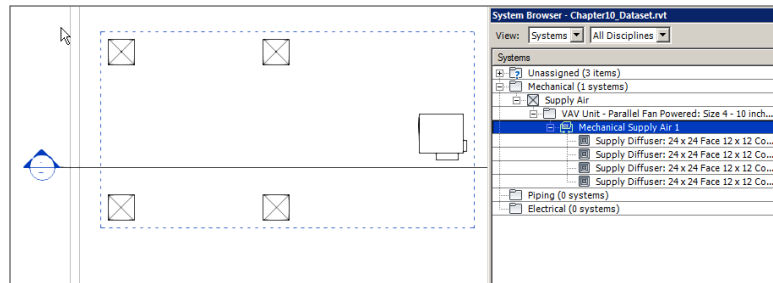 System Browser - Chapter10_Dataset.rvt
View: Systems All Disciplines
Systems
Unassigned (3 items)
Mechanical (1 systems)
Supply Air
VAV Unit - Parallel Fan Powered: Size 4 - 10 inch...
Mechanical Supply Air 1
Supply Diffuser: 24 x 24 Face 12 x 12 Co...
Supply Diffuser: 24 x 24 Face 12 x 12 Co...
Supply Diffuser: 24 x 24 Face 12 x 12 Co...
Supply Diffuser: 24 x 24 Face 12 x 12 Co...
Piping (0 systems)
Electrical (0 systems)